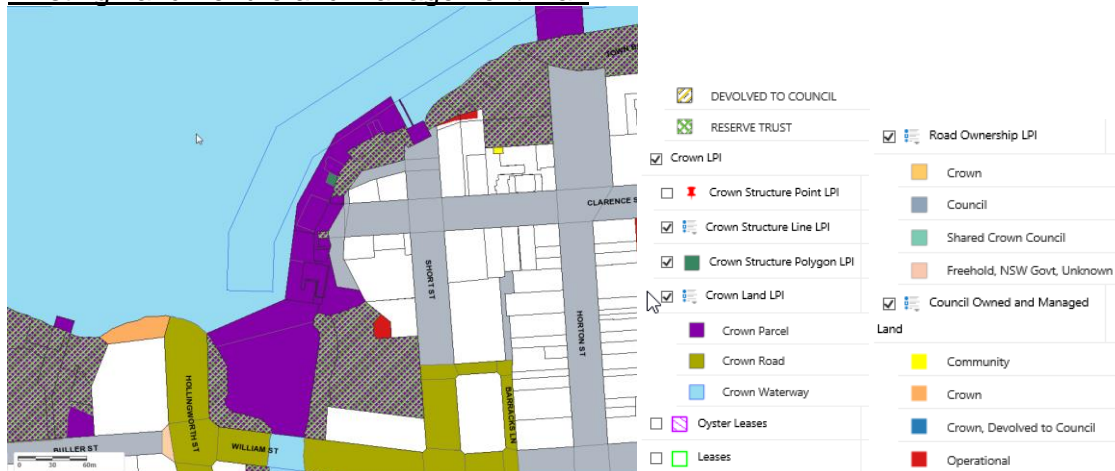 TOWN
CLARENCE S
SHORT ST
HORTON ST
BARRACKS LN
HOLLINGWORTH ST
WILLIAM ST
BULLER ST
0 30 60m
DEVOLVED TO COUNCIL
RESERVE TRUST
Crown LPI
Crown Structure Point LPI
Crown Structure Line LPI
Crown Structure Polygon LPI
Crown Land LPI
Crown Parcel
Crown Road
Crown Waterway
Oyster Leases
Leases
Road Ownership LPI
Crown
Council
Shared Crown Council
Freehold, NSW Govt, Unknown
Council Owned and Managed
Land
Community
Crown
Crown, Devolved to Council
Operational